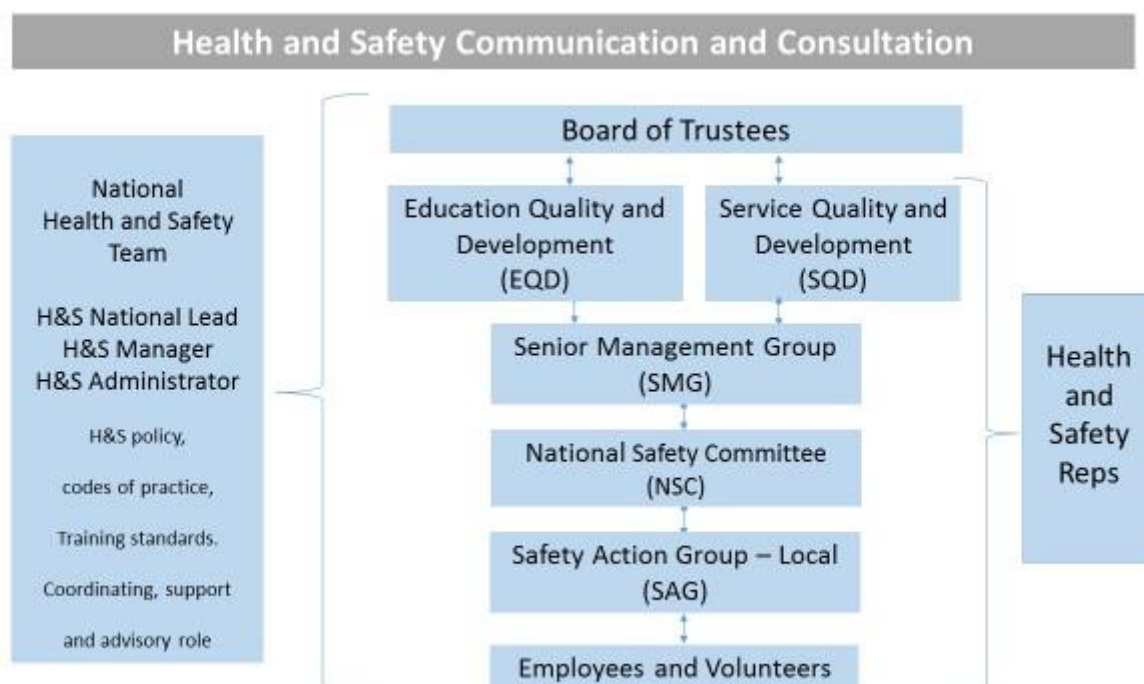 Health and Safety Communication and Consultation
National
Health and Safety
Team
H&S National Lead
H&S Manager
H&S Administrator
H&S policy,
codes of practice,
Training standards.
Coordinating, support
and advisory role
Board of Trustees
Education Quality and
Development
(EQD)
Service Quality and
Development
(SQD)
Senior Management Group
(SMG)
National Safety Committee
(NSC)
Safety Action Group – Local
(SAG)
Employees and Volunteers
Health
and
Safety
Reps